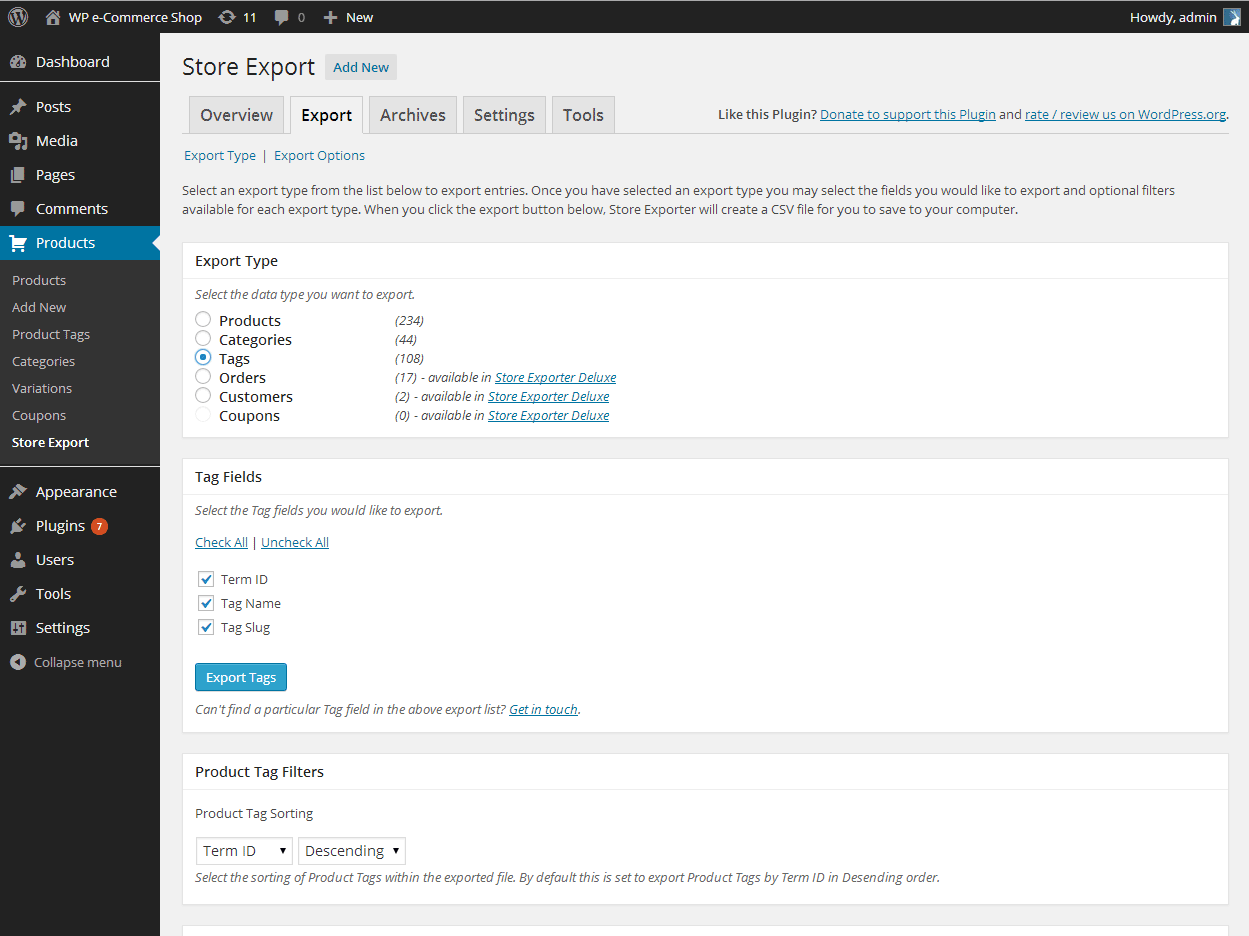 WP e-Commerce Shop 11 0 New Howdy, admin
Dashboard
Posts
Media
Pages
Comments
Products
Products
Add New
Product Tags
Categories
Variations
Coupons
Store Export
Appearance
Plugins 7
Users
Tools
Settings
Collapse menu
Store Export Add New
Overview Export Archives Settings Tools
Like this Plugin? Donate to support this Plugin and rate / review us on WordPress.org.
Export Type | Export Options
Select an export type from the list below to export entries. Once you have selected an export type you may select the fields you would like to export and optional filters
available for each export type. When you click the export button below, Store Exporter will create a CSV file for you to save to your computer.
Export Type
Select the data type you want to export.
Products (234)
Categories (44)
Tags (108)
Orders (17) - available in Store Exporter Deluxe
Customers (2) - available in Store Exporter Deluxe
Coupons (0) - available in Store Exporter Deluxe
Tag Fields
Select the Tag fields you would like to export.
Check All | Uncheck All
Term ID
Tag Name
Tag Slug
Export Tags
Can't find a particular Tag field in the above export list? Get in touch.
Product Tag Filters
Product Tag Sorting
Term ID Descending
Select the sorting of Product Tags within the exported file. By default this is set to export Product Tags by Term ID in Desending order.